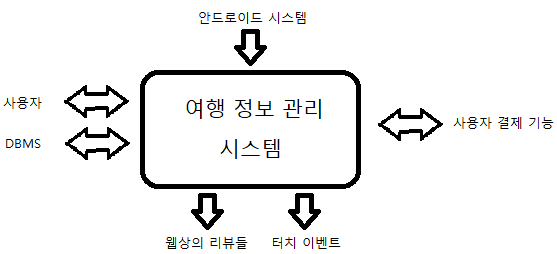 안드로이드 시스템
사용자
DBMS
여행 정보 관리
시스템
사용자 결제 기능
웹상의 리뷰들
터치 이벤트